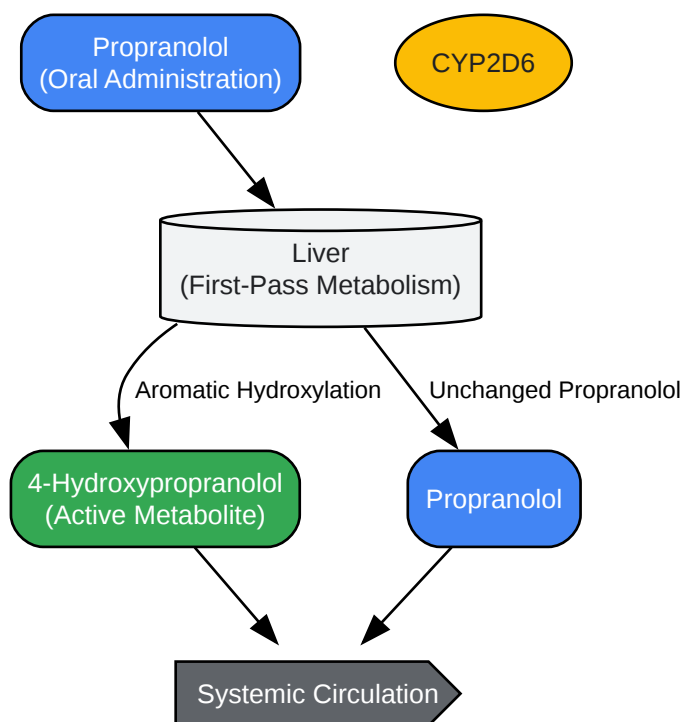 Propranolol
(Oral Administration)
CYP2D6
Liver
(First-Pass Metabolism)
Aromatic Hydroxylation
Unchanged Propranolol
4-Hydroxypropranolol
(Active Metabolite)
Propranolol
Systemic Circulation